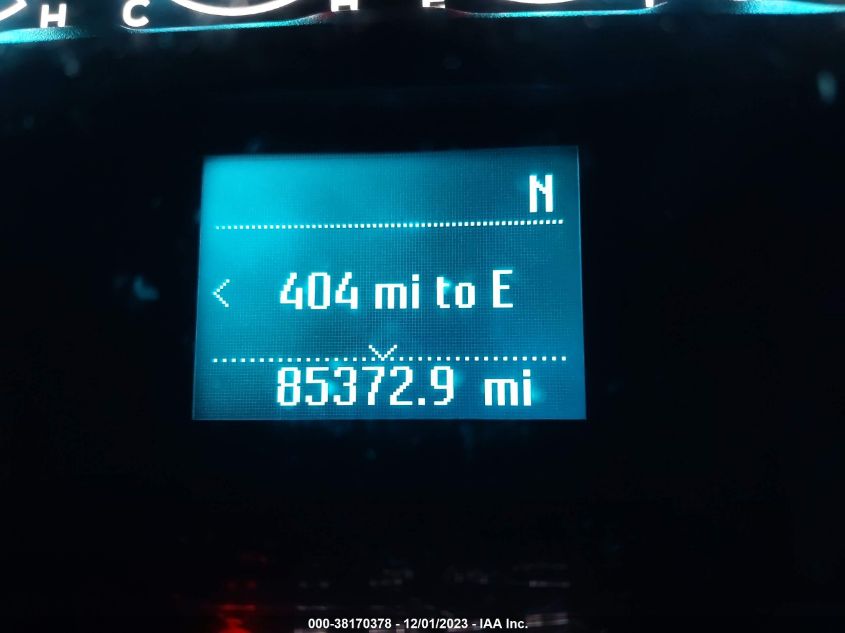 H C H E
N
< 404 mi to E
85372.9 mi
000-38170378 - 12/01/2023 - IAA Inc.